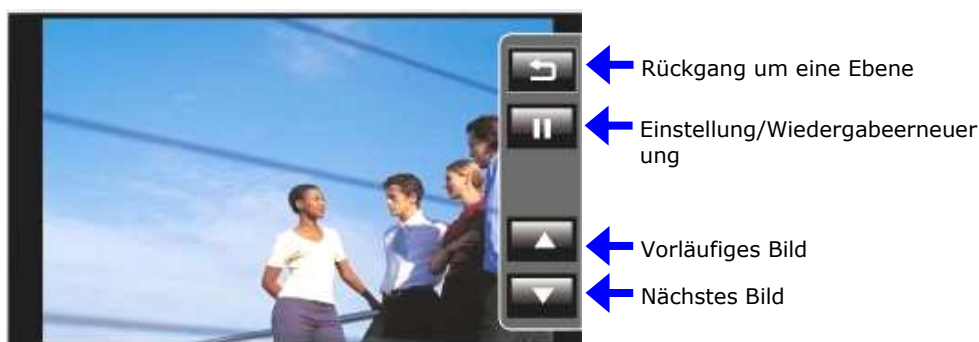 Rückgang um eine Ebene
Einstellung/Wiedergabeerneuer
ung
Vorläufiges Bild
Nächstes Bild